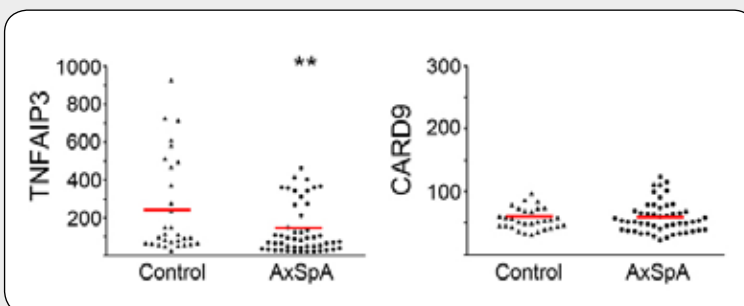 TNFAIP3
1000
800
600
400
200
**
Control
AxSpA
CARD9
300
200
100
Control
AxSpA